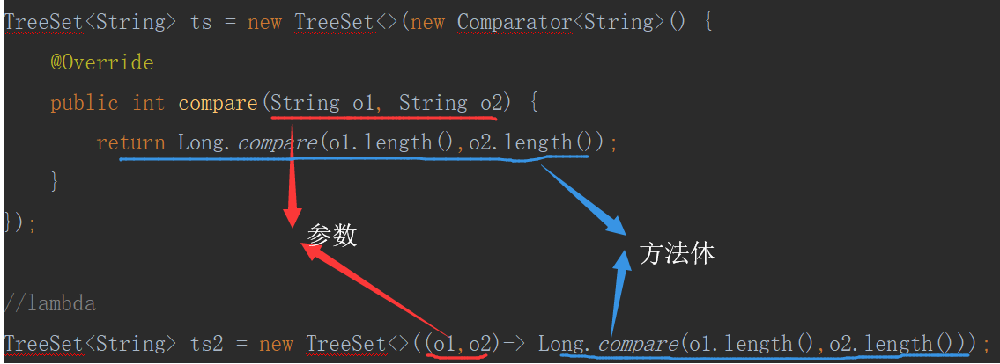 TreeSet<String> ts = new TreeSet<>(new Comparator<String>() {
@Override
public int compare(String o1, String o2) {
return Long.compare(o1.length(),o2.length());
}
});
参数
方法体
//lambda
TreeSet<String> ts2 = new TreeSet<>((o1,o2)-> Long.compare(o1.length(),o2.length()));